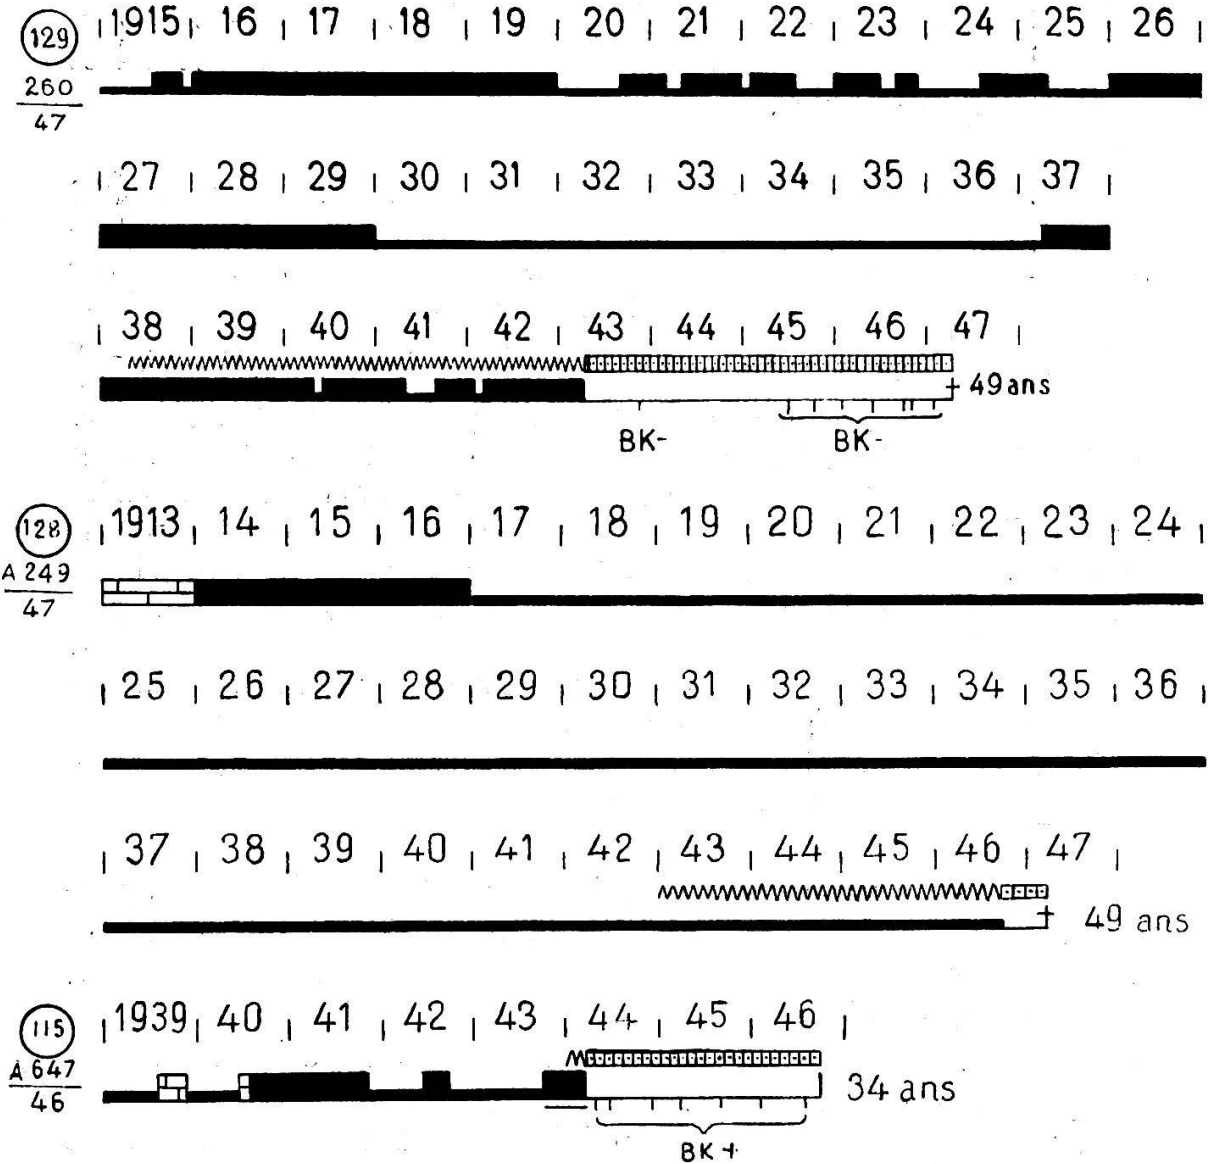 129 1915 16 17 18 19 20 21 22 23 24 25 26
260
47
27 28 29 30 31 32 33 34 35 36 37
38 39 40 41 42 43 44 45 46 47
+ 49 ans
BK- BK-
128 1913 14 15 16 17 18 19 20 21 22 23 24
A 249
47
25 26 27 28 29 30 31 32 33 34 35 36
37 38 39 40 41 42 43 44 45 46 47
+ 49 ans
115 1939 40 41 42 43 44 45 46
A 647
46
34 ans
BK +